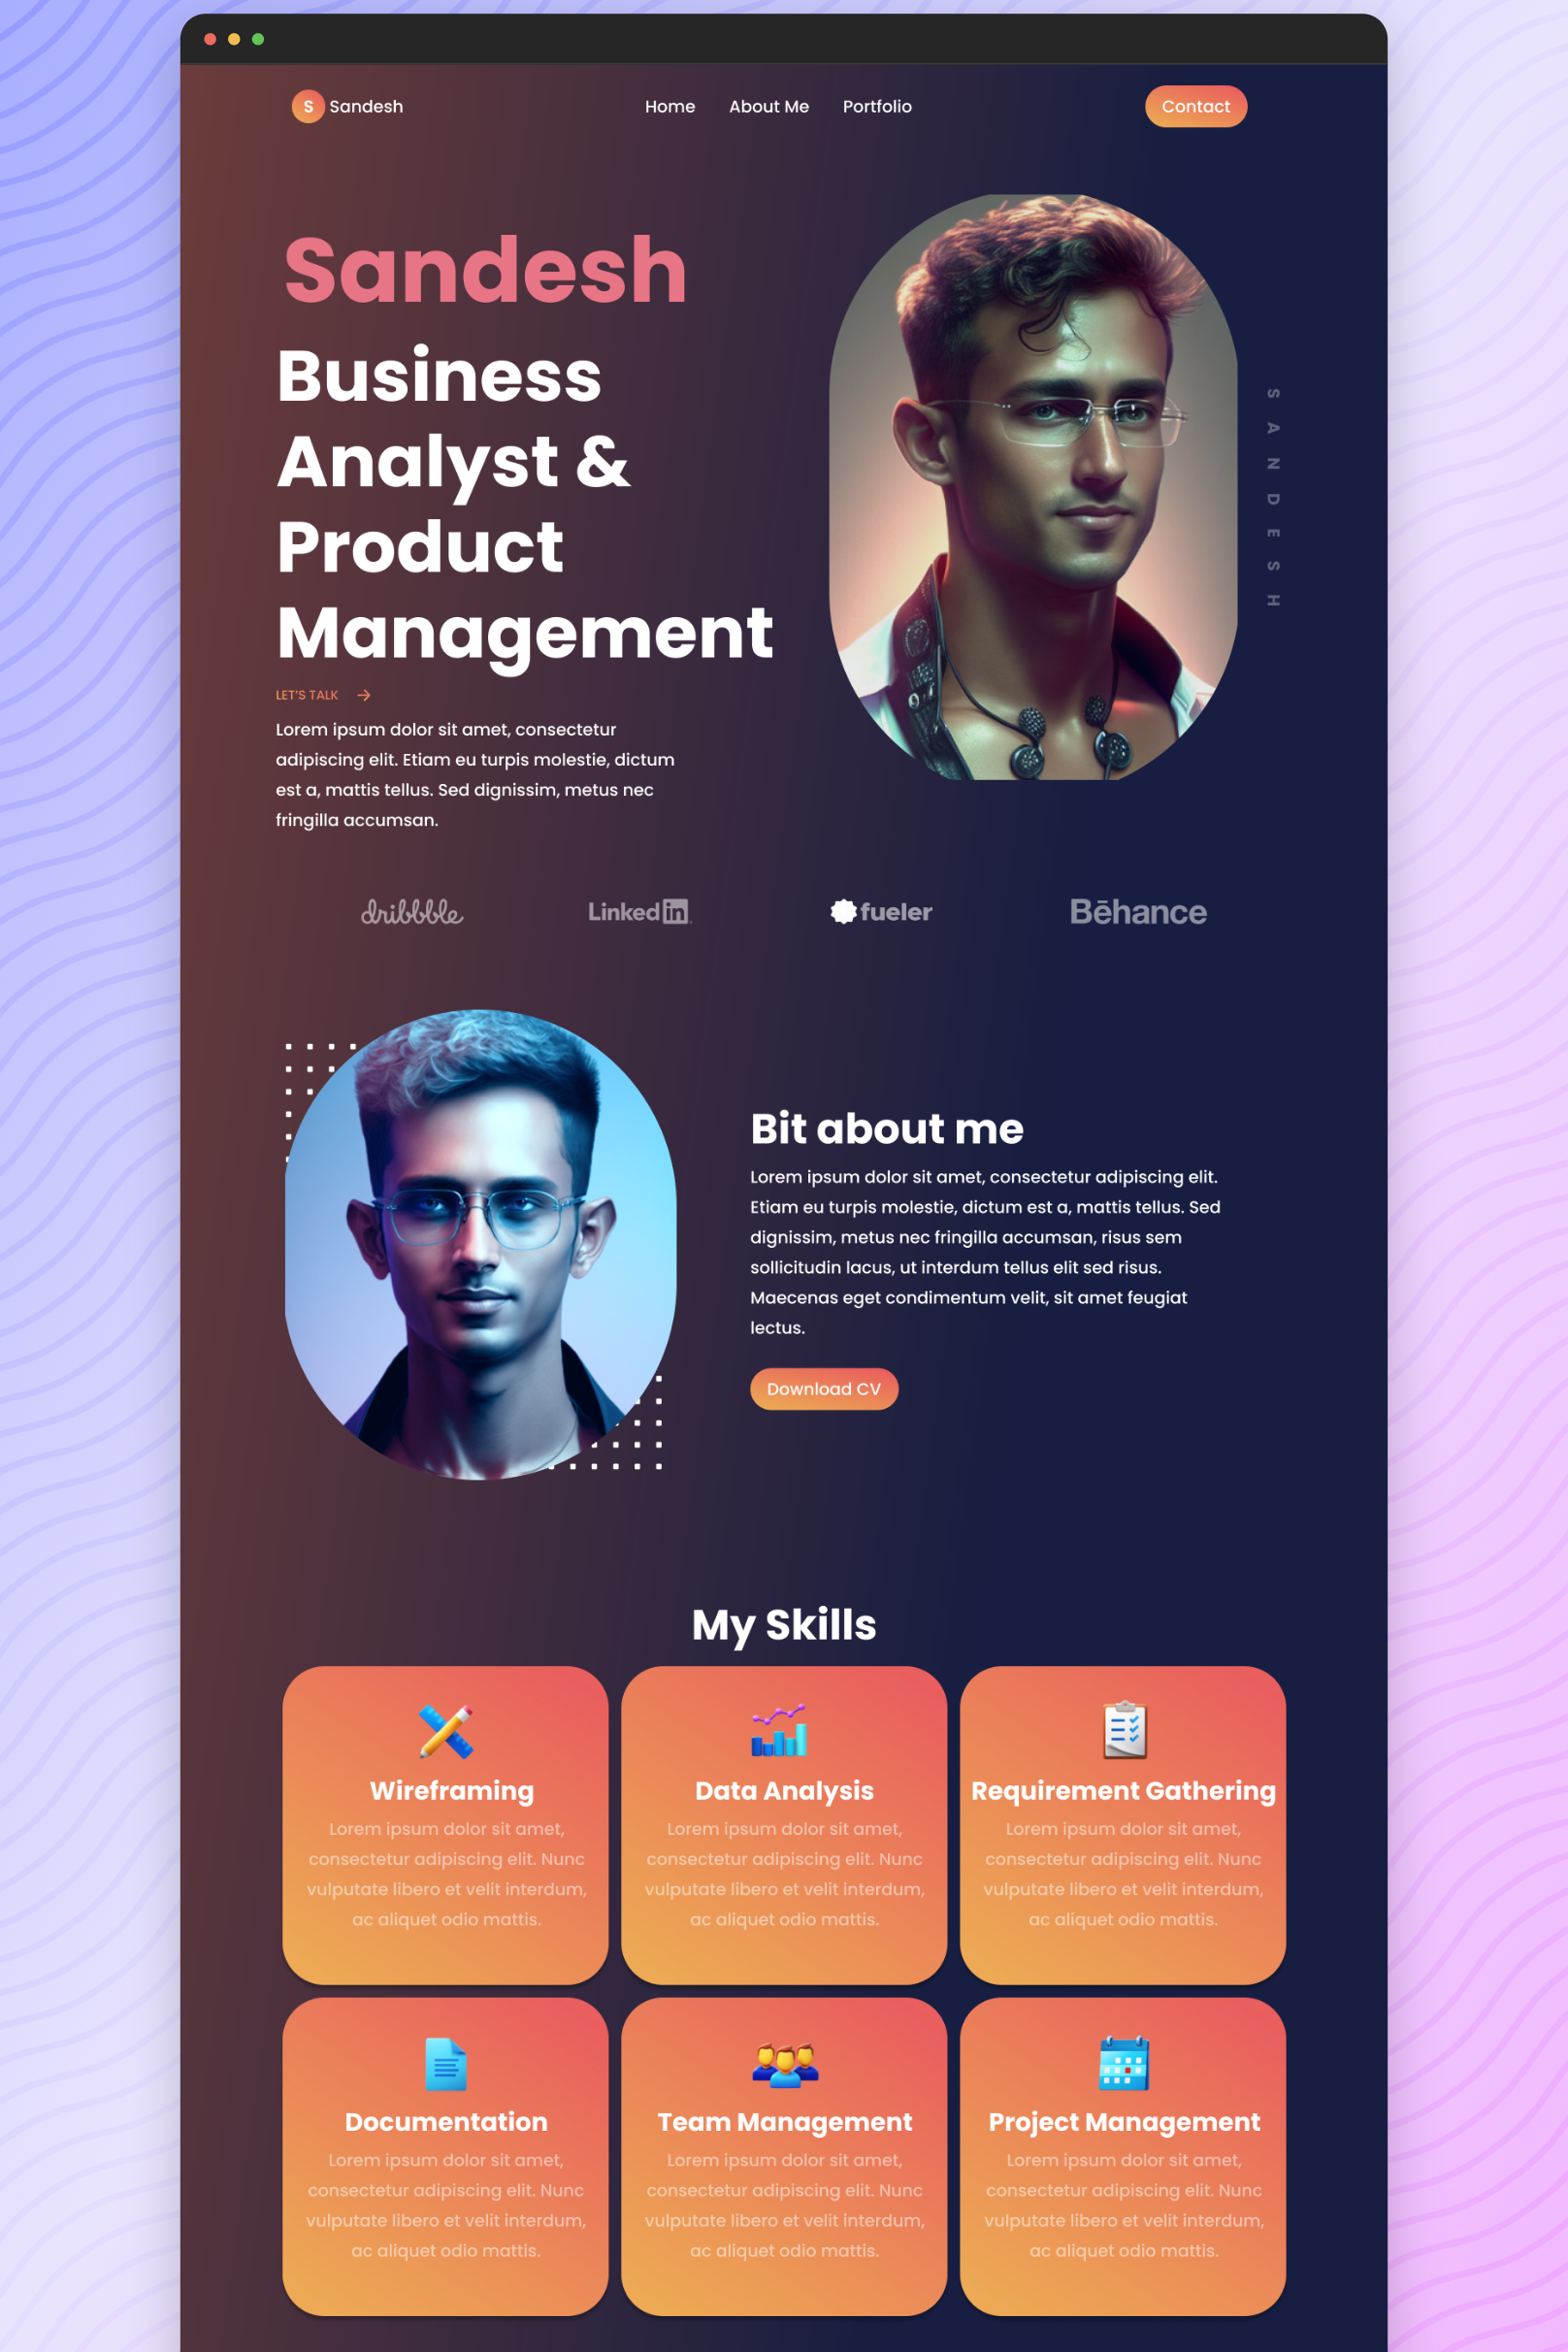 S Sandesh
Home About Me Portfolio
Contact
Sandesh
Business
Analyst &
Product
Management
LET'S TALK
Lorem ipsum dolor sit amet, consectetur
adipiscing elit. Etiam eu turpis molestie, dictum
est a, mattis tellus. Sed dignissim, metus nec
fringilla accumsan.
SANDESH
dribbble
Linkedin
fueler
Bēhance
Bit about me
Lorem ipsum dolor sit amet, consectetur adipiscing elit.
Etiam eu turpis molestie, dictum est a, mattis tellus. Sed
dignissim, metus nec fringilla accumsan, risus sem
sollicitudin lacus, ut interdum tellus elit sed risus.
Maecenas eget condimentum velit, sit amet feugiat
lectus.
Download CV
My Skills
Wireframing
Lorem ipsum dolor sit amet,
consectetur adipiscing elit. Nunc
vulputate libero et velit interdum,
ac aliquet odio mattis.
Data Analysis
Lorem ipsum dolor sit amet,
consectetur adipiscing elit. Nunc
vulputate libero et velit interdum,
ac aliquet odio mattis.
Requirement Gathering
Lorem ipsum dolor sit amet,
consectetur adipiscing elit. Nunc
vulputate libero et velit interdum,
ac aliquet odio mattis.
Documentation
Lorem ipsum dolor sit amet,
consectetur adipiscing elit. Nunc
vulputate libero et velit interdum,
ac aliquet odio mattis.
Team Management
Lorem ipsum dolor sit amet,
consectetur adipiscing elit. Nunc
vulputate libero et velit interdum,
ac aliquet odio mattis.
Project Management
Lorem ipsum dolor sit amet,
consectetur adipiscing elit. Nunc
vulputate libero et velit interdum,
ac aliquet odio mattis.